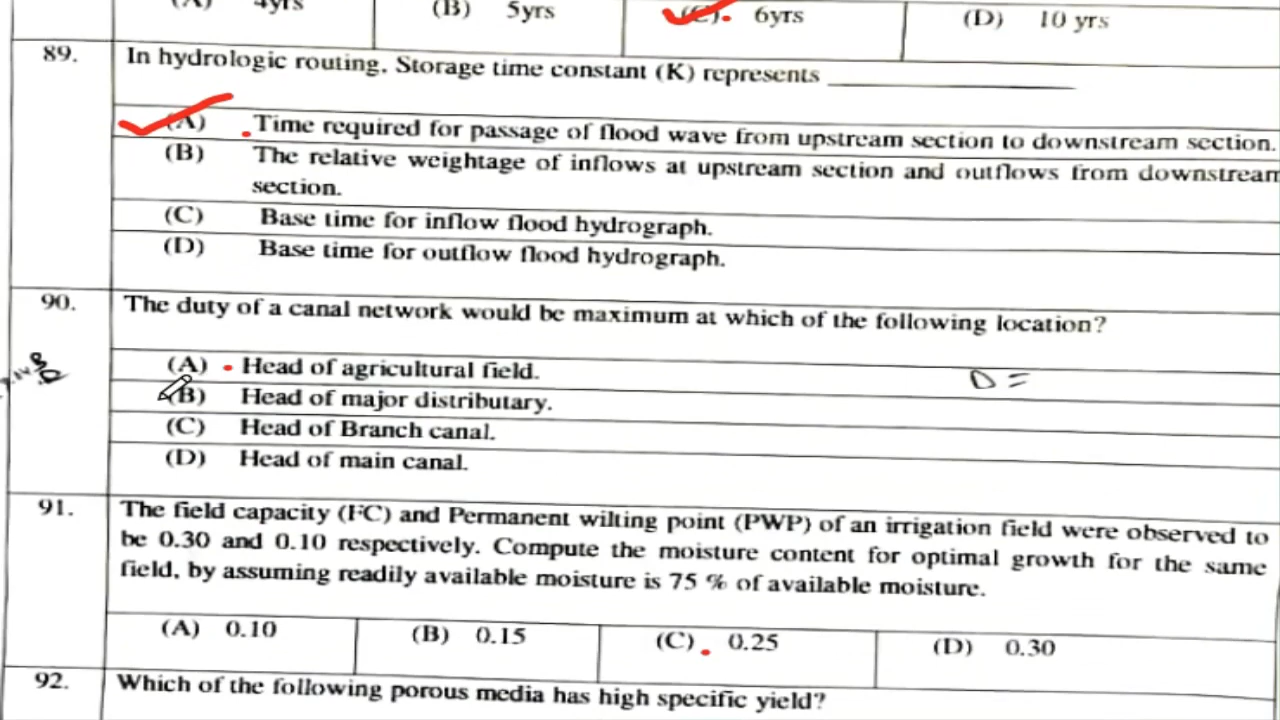 (A) 4yrs (B) 5yrs (C) 6yrs (D) 10 yrs
89. In hydrologic routing. Storage time constant (K) represents ____________
(A) Time required for passage of flood wave from upstream section to downstream section.
(B) The relative weightage of inflows at upstream section and outflows from downstream
section.
(C) Base time for inflow flood hydrograph.
(D) Base time for outflow flood hydrograph.
90. The duty of a canal network would be maximum at which of the following location?
(A) Head of agricultural field.
D =
(B) Head of major distributary.
(C) Head of Branch canal.
(D) Head of main canal.
91. The field capacity (FC) and Permanent wilting point (PWP) of an irrigation field were observed to
be 0.30 and 0.10 respectively. Compute the moisture content for optimal growth for the same
field, by assuming readily available moisture is 75 % of available moisture.
(A) 0.10 (B) 0.15 (C) 0.25 (D) 0.30
92. Which of the following porous media has high specific yield?